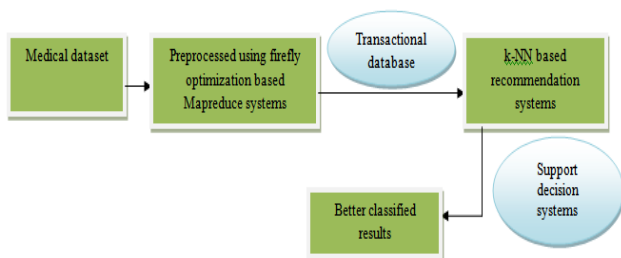 Medical dataset
Preprocessed using firefly
optimization based
Mapreduce systems
Transactional
database
k-NN based
recommendation
systems
Support
decision
systems
Better classified
results